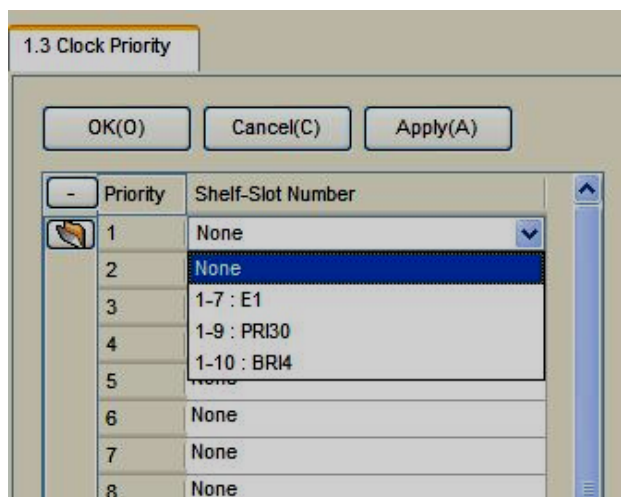 1.3 Clock Priority
OK(O) Cancel(C) Apply(A)
- Priority Shelf-Slot Number
1 None
2 None
3 1-7 : E1
4 1-9 : PRI30
1-10 : BRI4
5 None
6 None
7 None
8 None